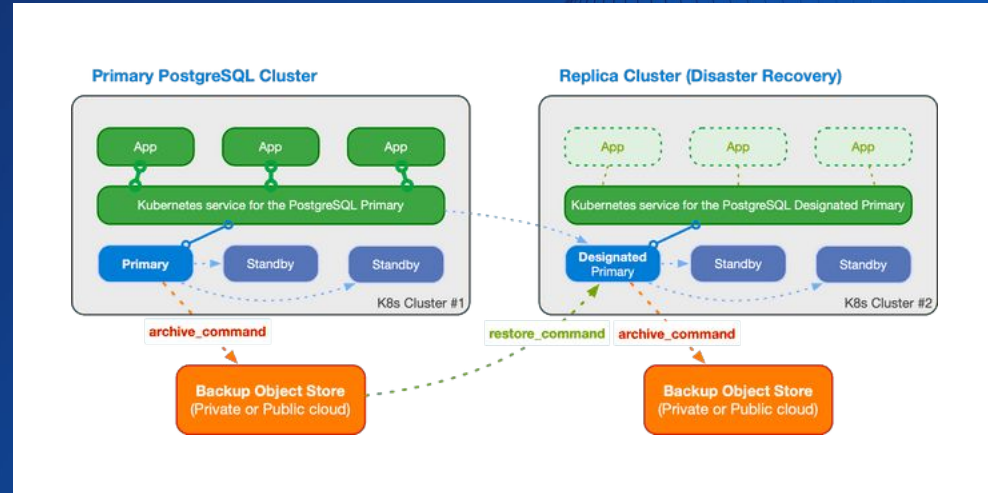 Primary PostgreSQL Cluster
Replica Cluster (Disaster Recovery)
App
App
App
App
App
App
Kubernetes service for the PostgreSQL Primary
Kubernetes service for the PostgreSQL Designated Primary
Primary
Standby
Standby
Designated
Primary
Standby
Standby
K8s Cluster #1
K8s Cluster #2
archive_command
restore_command
archive_command
Backup Object Store
(Private or Public cloud)
Backup Object Store
(Private or Public cloud)